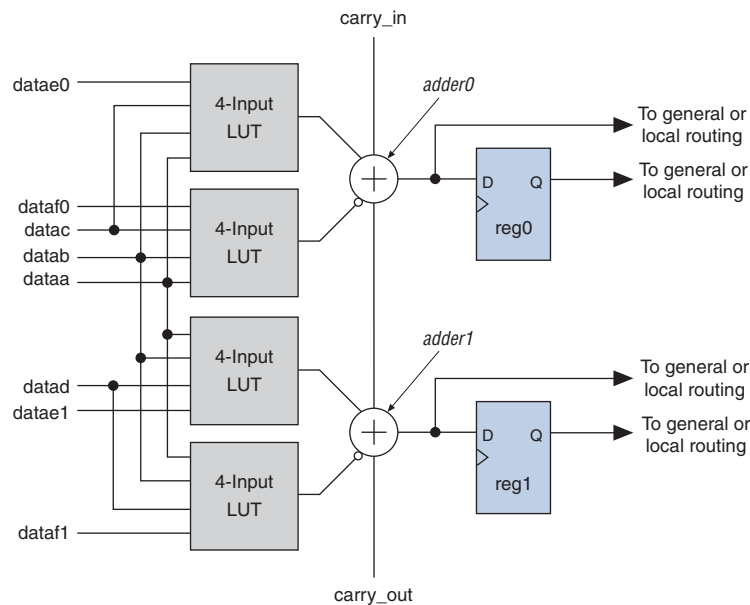 carry_in
adder0
datae0
4-Input
LUT
To general or
local routing
D
Q
reg0
To general or
local routing
dataf0
datac
datab
dataa
4-Input
LUT
adder1
4-Input
LUT
datad
datae1
To general or
local routing
D
Q
reg1
To general or
local routing
4-Input
LUT
dataf1
carry_out